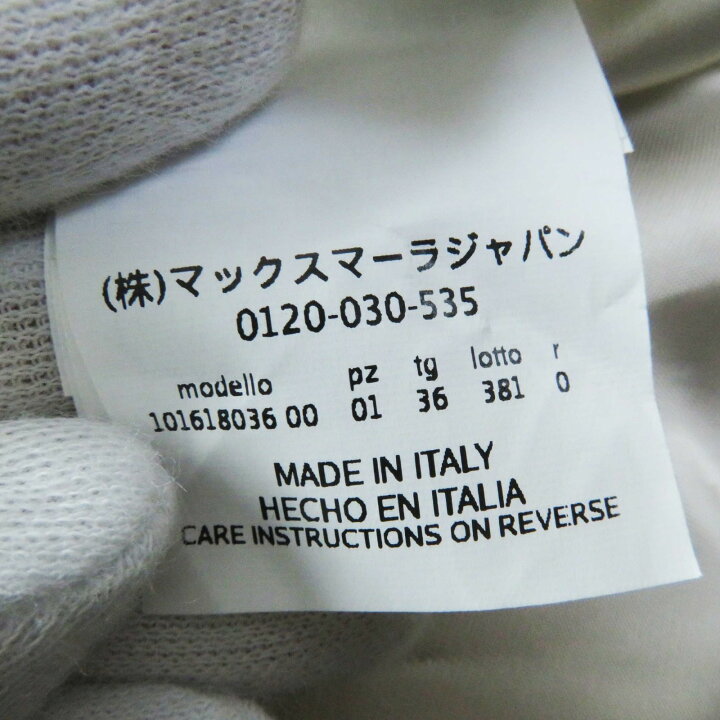 (株)マックスマーラジャパン
0120-030-535
modello pz tg lotto r
101618036 00 01 36 381 0
MADE IN ITALY
HECHO EN ITALIA
CARE INSTRUCTIONS ON REVERSE